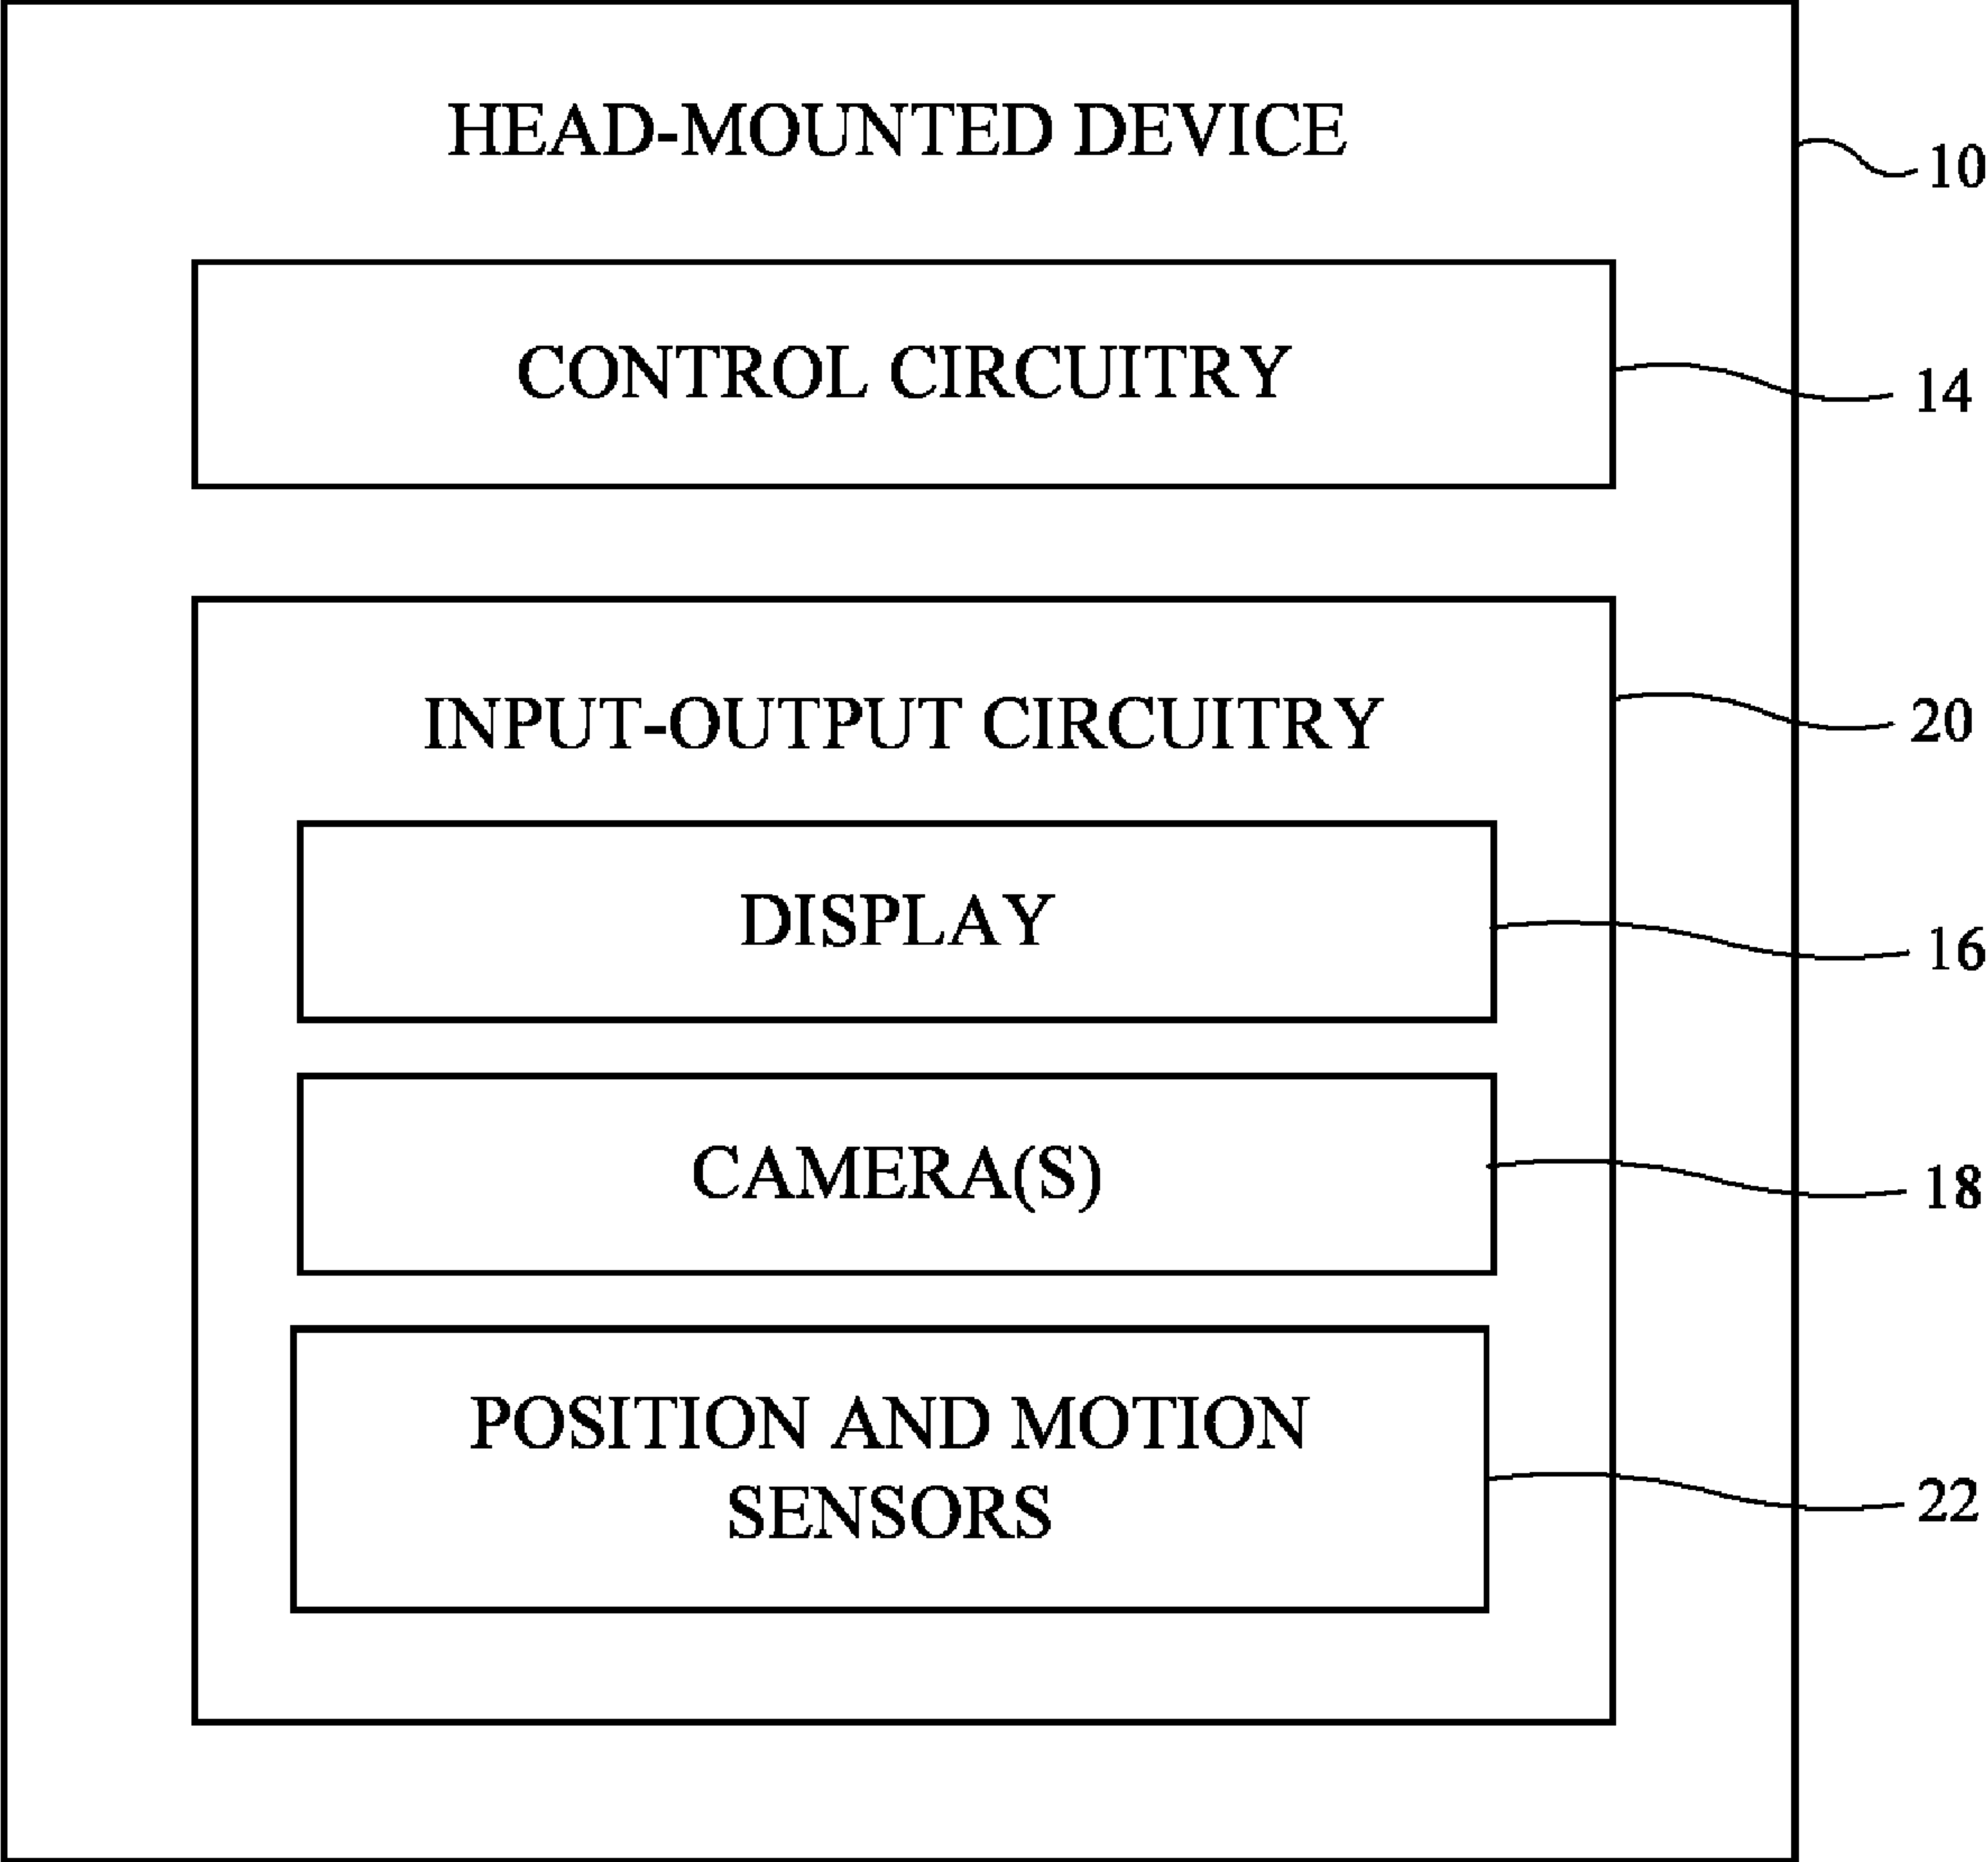 HEAD-MOUNTED DEVICE
10
CONTROL CIRCUITRY
14
INPUT-OUTPUT CIRCUITRY
20
DISPLAY
16
CAMERA(S)
18
POSITION AND MOTION
SENSORS
22